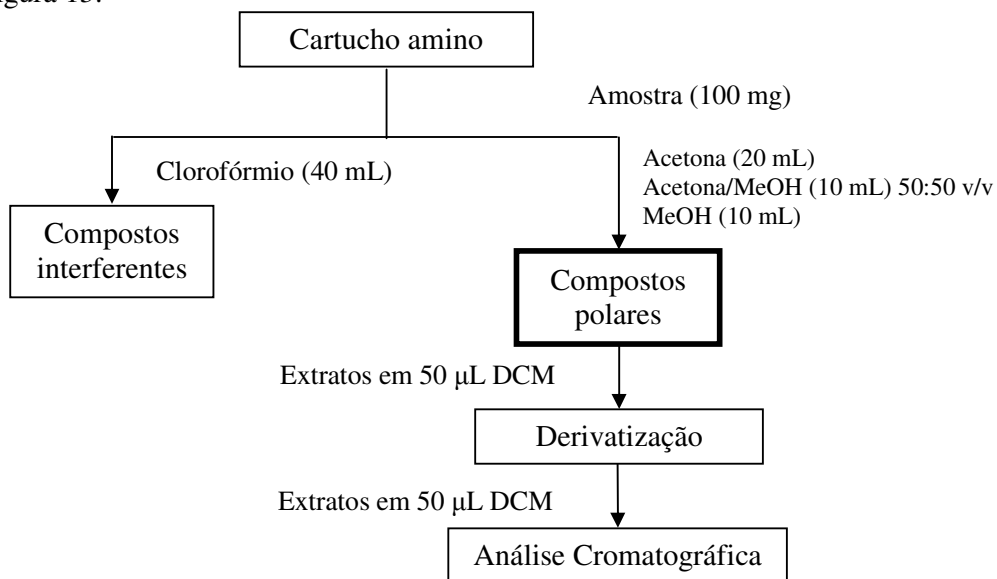 Cartucho amino
Amostra (100 mg)
Clorofórmio (40 mL)
Acetona (20 mL)
Acetona/MeOH (10 mL) 50:50 v/v
MeOH (10 mL)
Compostos
interferentes
Compostos
polares
Extratos em 50 μL DCM
Derivatização
Extratos em 50 μL DCM
Análise Cromatográfica